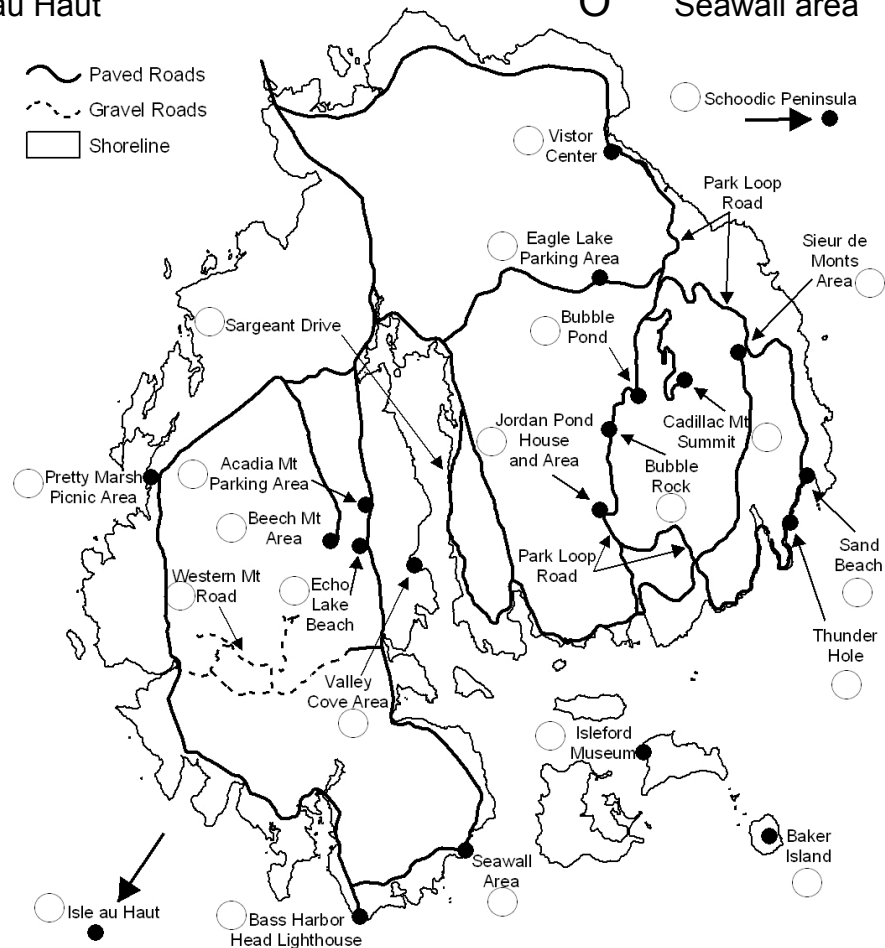 au Haut
O Seawall area
Paved Roads
Gravel Roads
Shoreline
Schoodic Peninsula
Vistor
Center
Park Loop
Road
Eagle Lake
Parking Area
Sieur de
Monts
Area
Sargeant Drive
Bubble
Pond
Jordan Pond
House
and Area
Cadillac Mt
Summit
Bubble
Rock
Pretty Marsh
Picnic Area
Acadia Mt
Parking Area
Beech Mt
Area
Park Loop
Road
Sand
Beach
Western Mt
Road
Echo
Lake
Beach
Thunder
Hole
Valley
Cove Area
Isleford
Museum
Baker
Island
Seawall
Area
Isle au Haut
Bass Harbor
Head Lighthouse